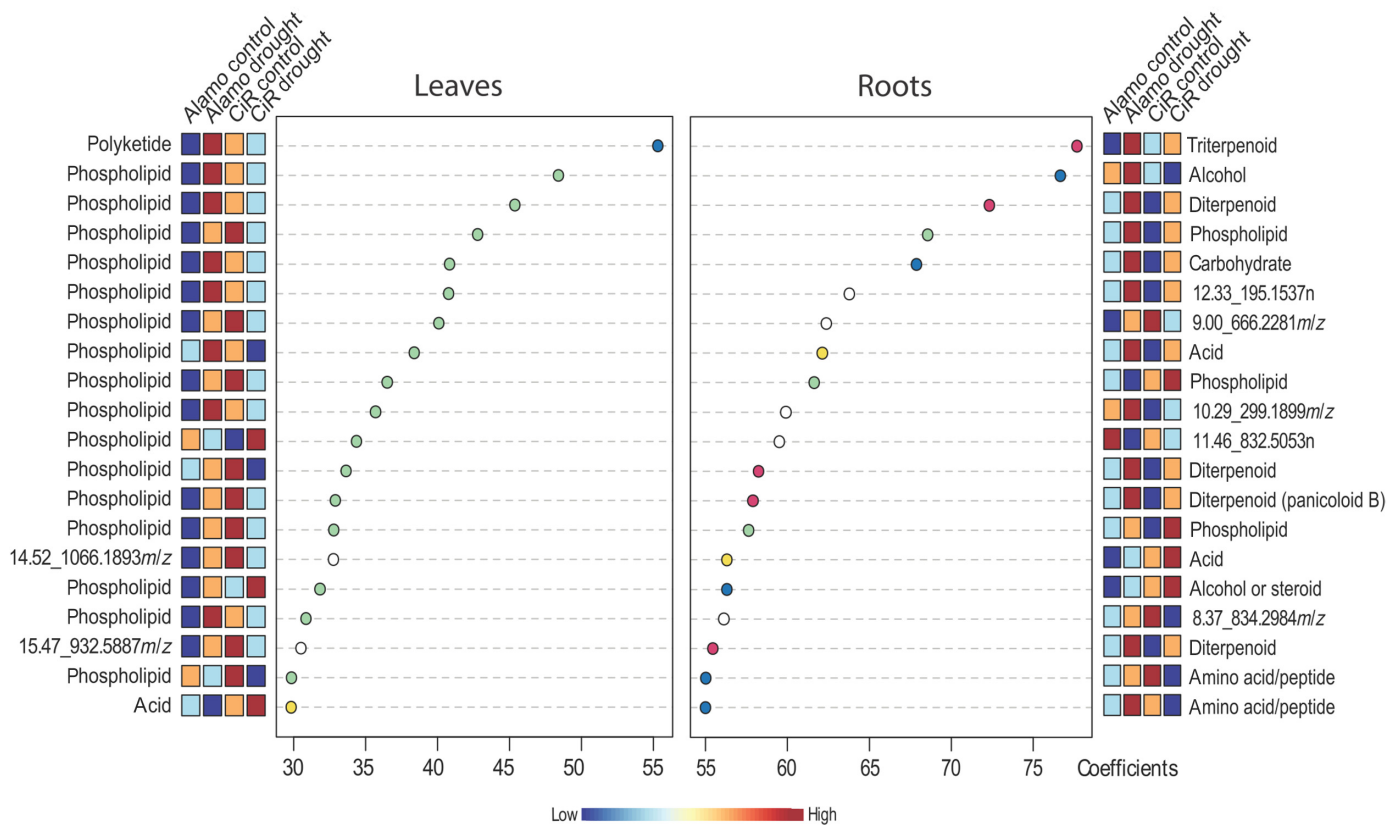 Alamo control
Alamo drought
CiR control
CiR drought
Leaves
Roots
Alamo control
Alamo drought
CiR control
CiR drought
Polyketide
Triterpenoid
Phospholipid
Alcohol
Phospholipid
Diterpenoid
Phospholipid
Phospholipid
Phospholipid
Carbohydrate
Phospholipid
12.33_195.1537n
Phospholipid
9.00_666.2281m/z
Phospholipid
Acid
Phospholipid
Phospholipid
Phospholipid
10.29_299.1899m/z
Phospholipid
11.46_832.5053n
Phospholipid
Diterpenoid
Phospholipid
Diterpenoid (panicoloid B)
Phospholipid
Phospholipid
14.52_1066.1893m/z
Acid
Phospholipid
Alcohol or steroid
Phospholipid
8.37_834.2984m/z
15.47_932.5887m/z
Diterpenoid
Phospholipid
Amino acid/peptide
Acid
Amino acid/peptide
30 35 40 45 50 55
55 60 65 70 75 Coefficients
Low High